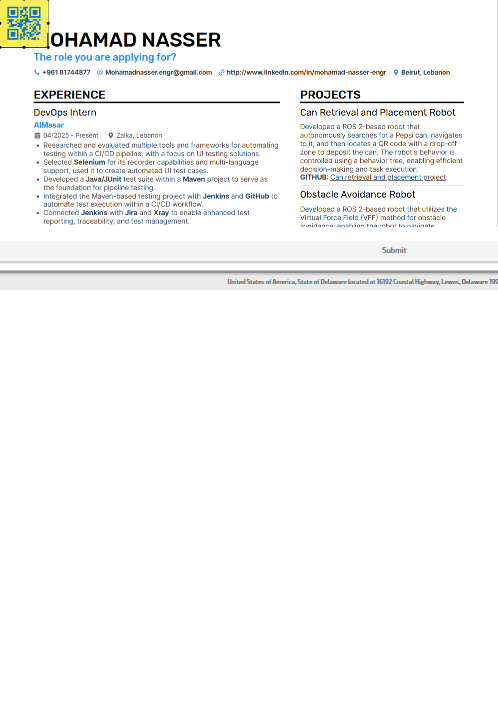 OHAMAD NASSER
The role you are applying for?
+961 81744877 Mohamadnasser.engr@gmail.com http://www.linkedin.com/in/mohamad-nasser-engr Beirut, Lebanon
EXPERIENCE
DevOps Intern
AlMasar
04/2025 - Present Zalka, Lebanon
• Researched and evaluated multiple tools and frameworks for automating
testing within a CI/CD pipeline, with a focus on UI testing solutions.
• Selected Selenium for its recorder capabilities and multi-language
support; used it to create automated UI test cases.
• Developed a Java/JUnit test suite within a Maven project to serve as
the foundation for pipeline testing.
• Integrated the Maven-based testing project with Jenkins and GitHub to
automate test execution within a CI/CD workflow.
• Connected Jenkins with Jira and Xray to enable enhanced test
reporting, traceability, and test management.
PROJECTS
Can Retrieval and Placement Robot
Developed a ROS 2-based robot that
autonomously searches for a Pepsi can, navigates
to it, and then locates a QR code with a drop-off
zone to deposit the can. The robot's behavior is
controlled using a behavior tree, enabling efficient
decision-making and task execution.
GITHUB: Can retrieval and placement project
Obstacle Avoidance Robot
Developed a ROS 2-based robot that utilizes the
Virtual Force Field (VFF) method for obstacle
avoidance, enabling the robot to navigate
Submit
United States of America, State of Delaware located at 16192 Coastal Highway, Lewes, Delaware 199